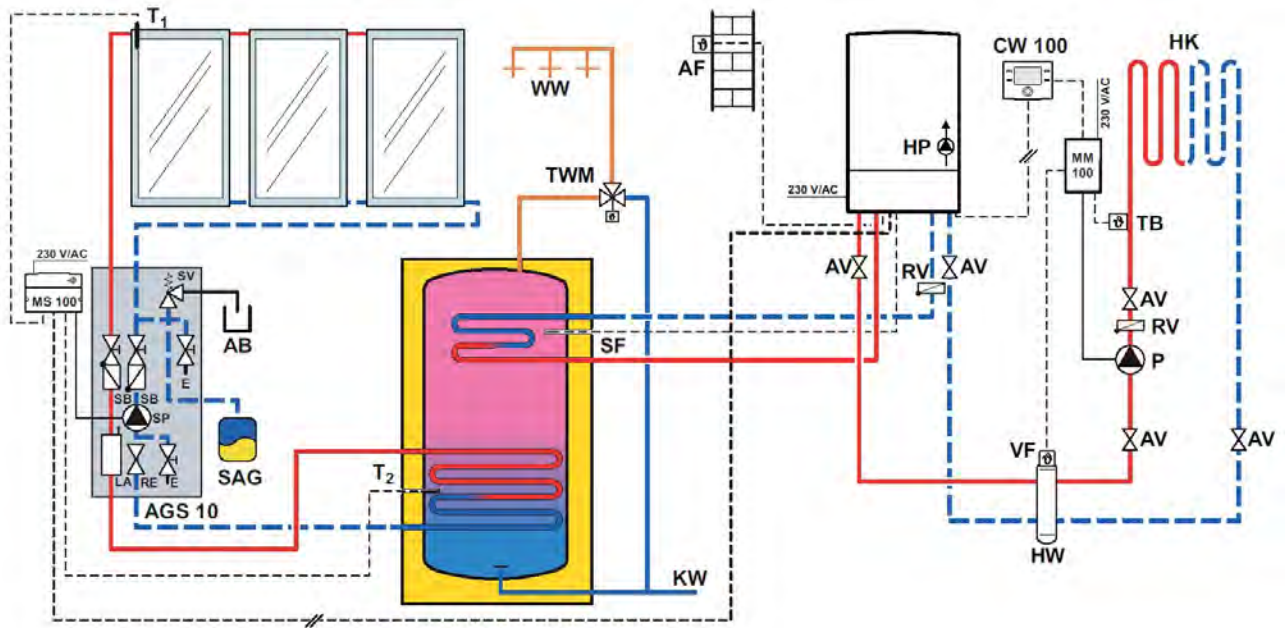 T1
WW
AF
CW 100
HK
230 V/AC
HP
MM
100
TWM
230 V/AC
TB
230 V/AC
MS 100
SV
AV
RV
AV
AV
RV
AB
SF
P
E
SB
SB
SP
SAG
VF
AV
AV
T2
LA
RE
E
AGS 10
HW
KW